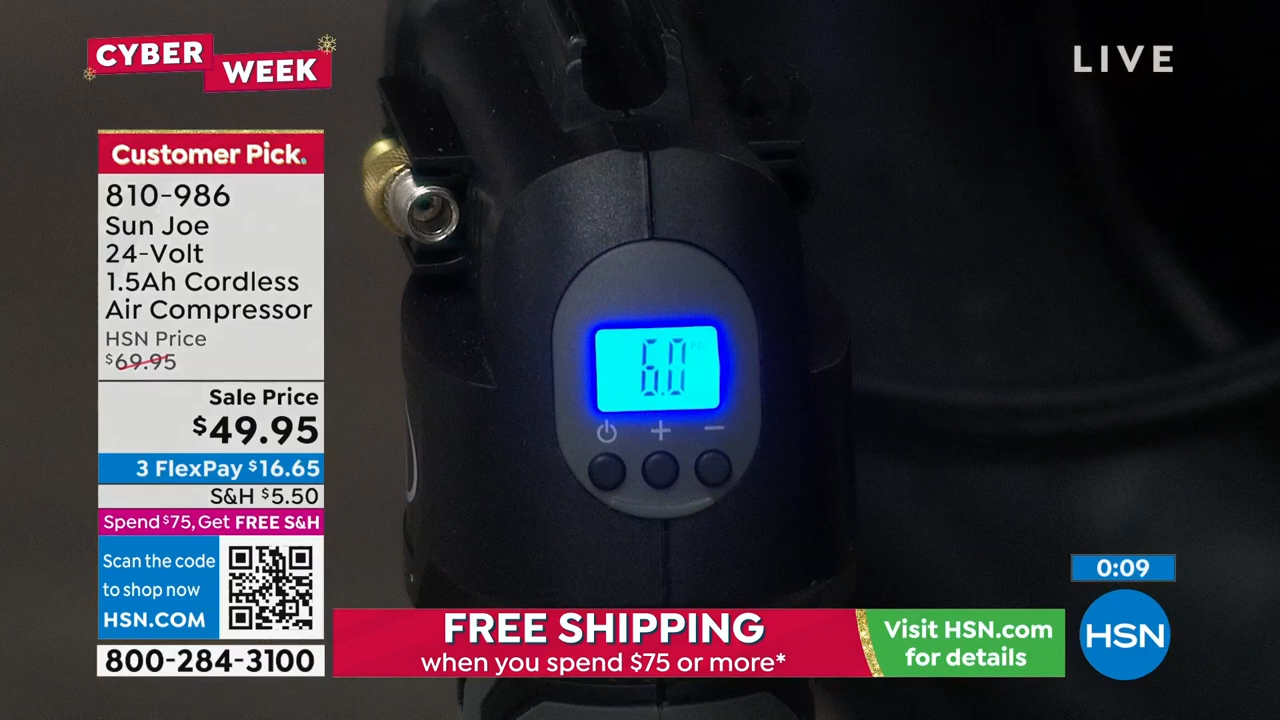 CYBER
WEEK
LIVE
Customer Pick.
810-986
Sun Joe
24-Volt
1.5Ah Cordless
Air Compressor
HSN Price
$69.95
Sale Price
$49.95
3 FlexPay $16.65
S&H $5.50
Spend $75, Get FREE S&H
Scan the code
to shop now
HSN.COM
800-284-3100
6.0 PSI
+ −
FREE SHIPPING
when you spend $75 or more*
Visit HSN.com
for details
0:09
HSN